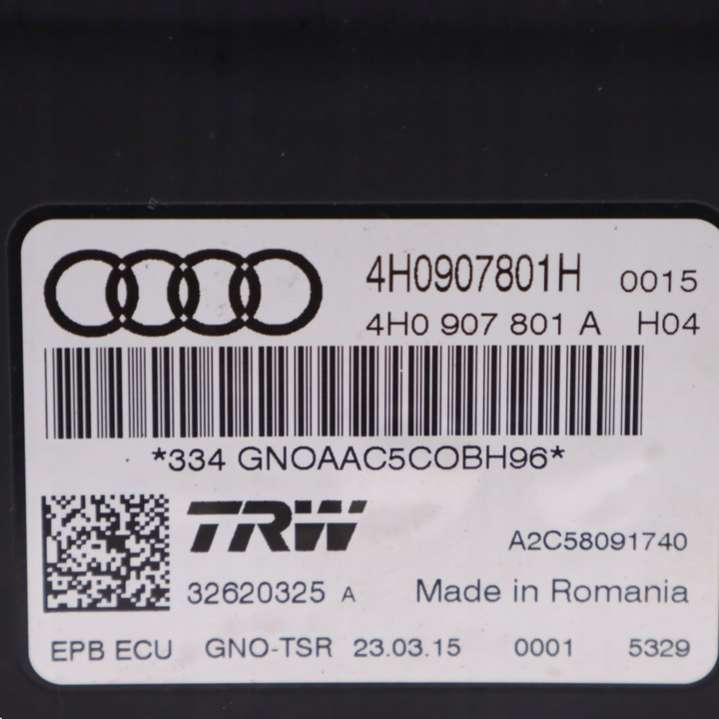 4H0907801H 0015
4H0 907 801 A H04
*334 GNOAAC5COBH96*
TRW
A2C58091740
32620325 A Made in Romania
EPB ECU GNO-TSR 23.03.15 0001 5329